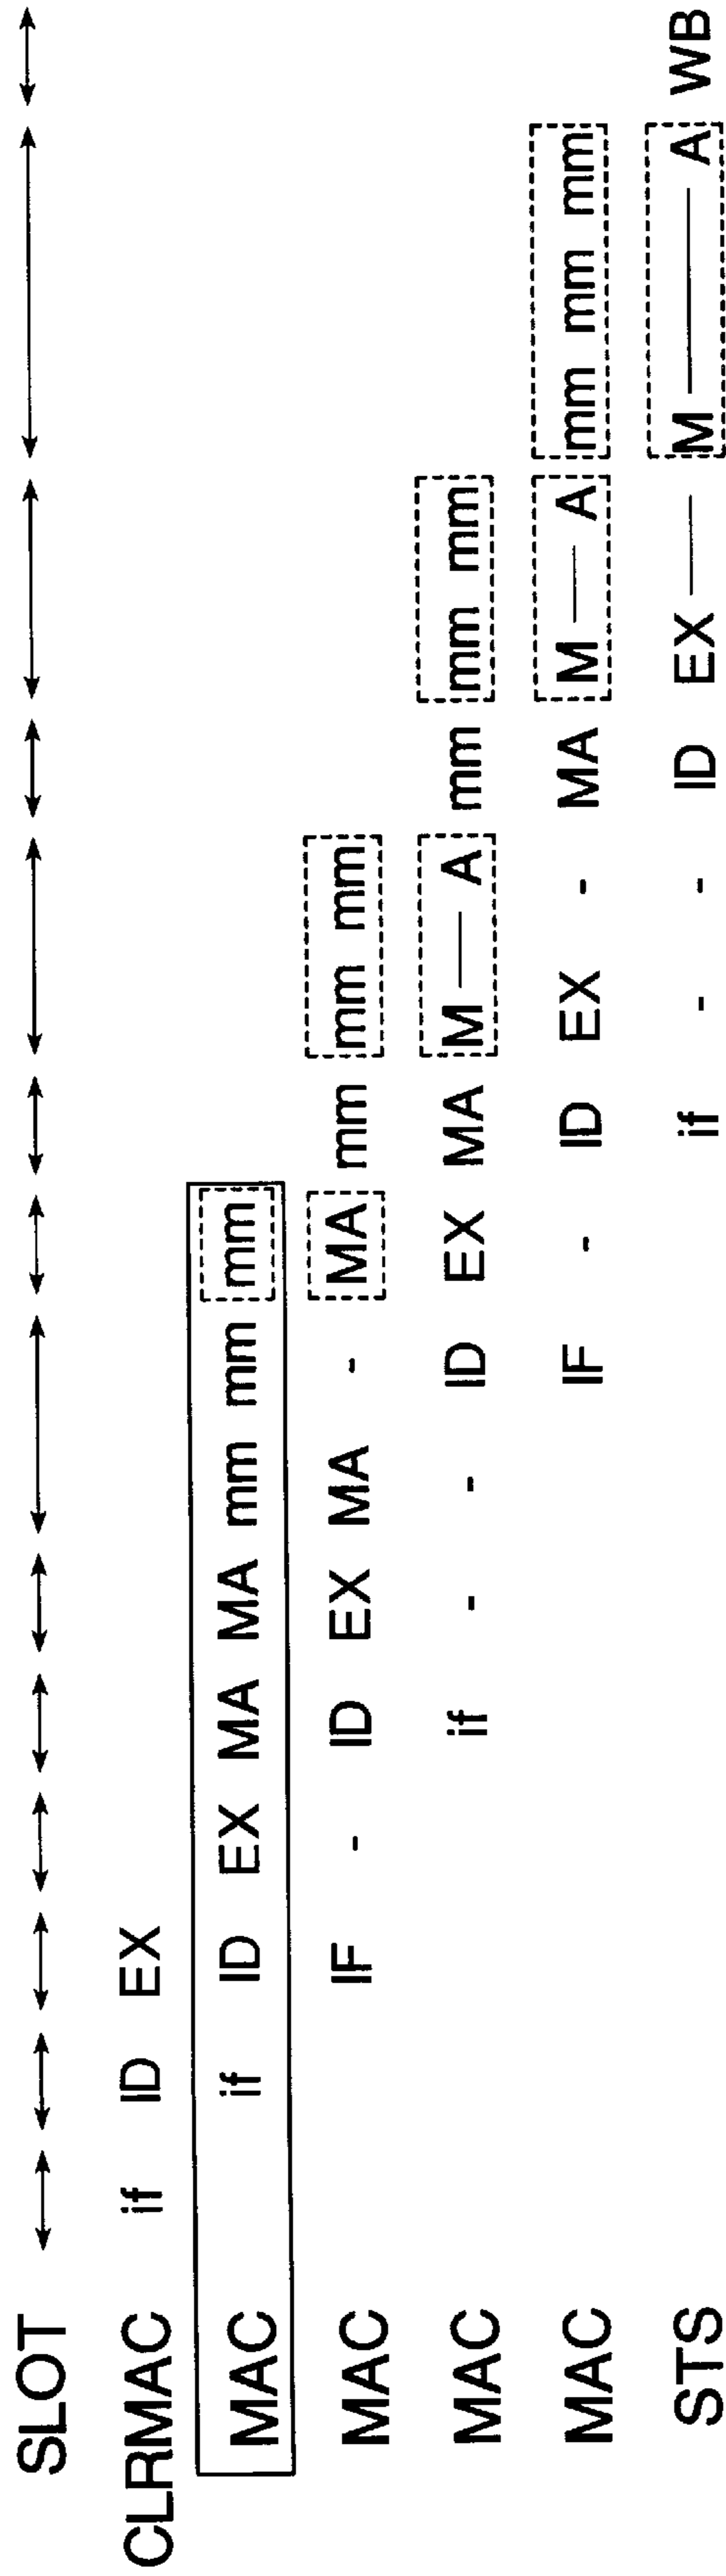 SLOT
CLRMAC if ID EX
MAC if ID EX MA MA mm mm mm
MAC IF - ID EX MA - MA mm mm mm
MAC if - - ID EX MA M — A mm mm mm
MAC IF - ID EX - MA M — A mm mm mm
STS if - - ID EX — M — A WB